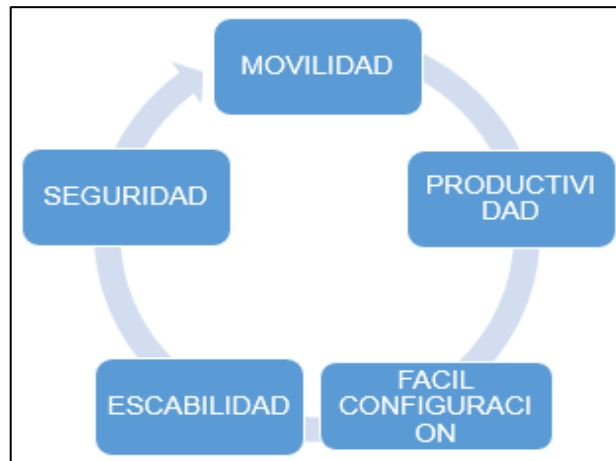 MOVILIDAD
PRODUCTIVI
DAD
FACIL
CONFIGURACI
ON
ESCABILIDAD
SEGURIDAD